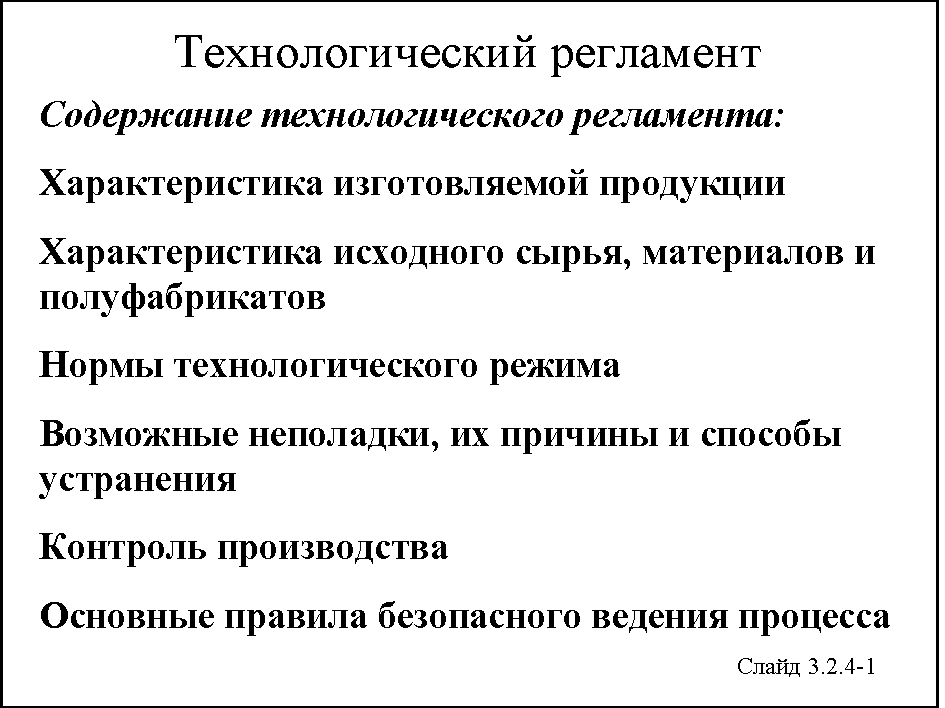 Технологический регламент
Содержание технологического регламента:
Характеристика изготовляемой продукции
Характеристика исходного сырья, материалов и
полуфабрикатов
Нормы технологического режима
Возможные неполадки, их причины и способы
устранения
Контроль производства
Основные правила безопасного ведения процесса
Слайд 3.2.4-1